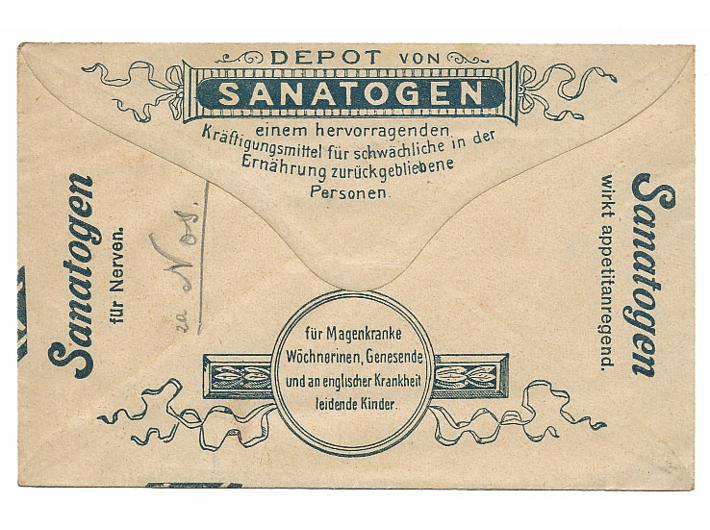 DEPOT VON
SANATOGEN
einem hervorragenden
Kräftigungsmittel für schwächliche in der
Ernährung zurückgebliebene
Personen.
Sanatogen
für Nerven.
Sanatogen
wirkt appetitanregend.
für Magenkranke
Wöchnerinen, Genesende
und an englischer Krankheit
leidende Kinder.